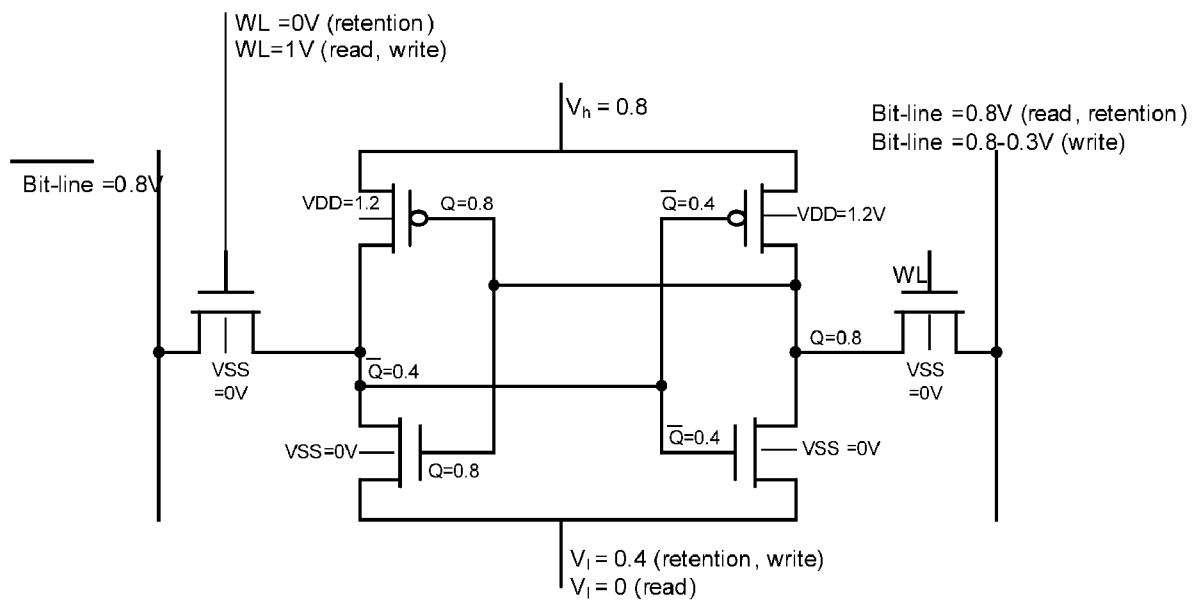 WL =0V (retention)
WL=1V (read, write)
V_h = 0.8
Bit-line =0.8V (read, retention)
Bit-line =0.8-0.3V (write)
Bit-line =0.8V
VDD=1.2
Q=0.8
Q̅=0.4
VDD=1.2V
WL
Q=0.8
VSS
=0V
Q̅=0.4
VSS
=0V
Q̅=0.4
VSS=0V
Q=0.8
VSS =0V
V_l = 0.4 (retention, write)
V_l = 0 (read)